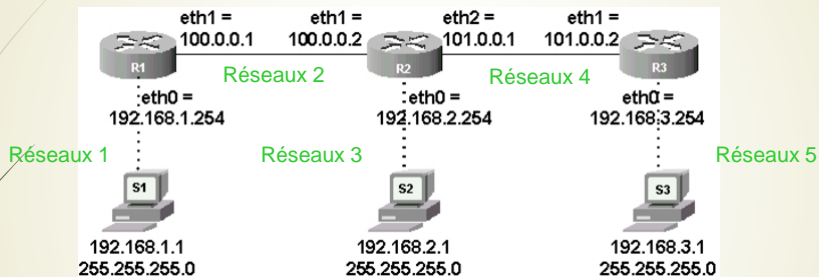 eth1 = eth1 = eth2 = eth1 =
100.0.0.1 100.0.0.2 101.0.0.1 101.0.0.2
R1 R2 R3
Réseaux 2 Réseaux 4
eth0 = eth0 = eth0 =
192.168.1.254 192.168.2.254 192.168.3.254
Réseaux 1 Réseaux 3 Réseaux 5
S1 S2 S3
192.168.1.1 192.168.2.1 192.168.3.1
255.255.255.0 255.255.255.0 255.255.255.0